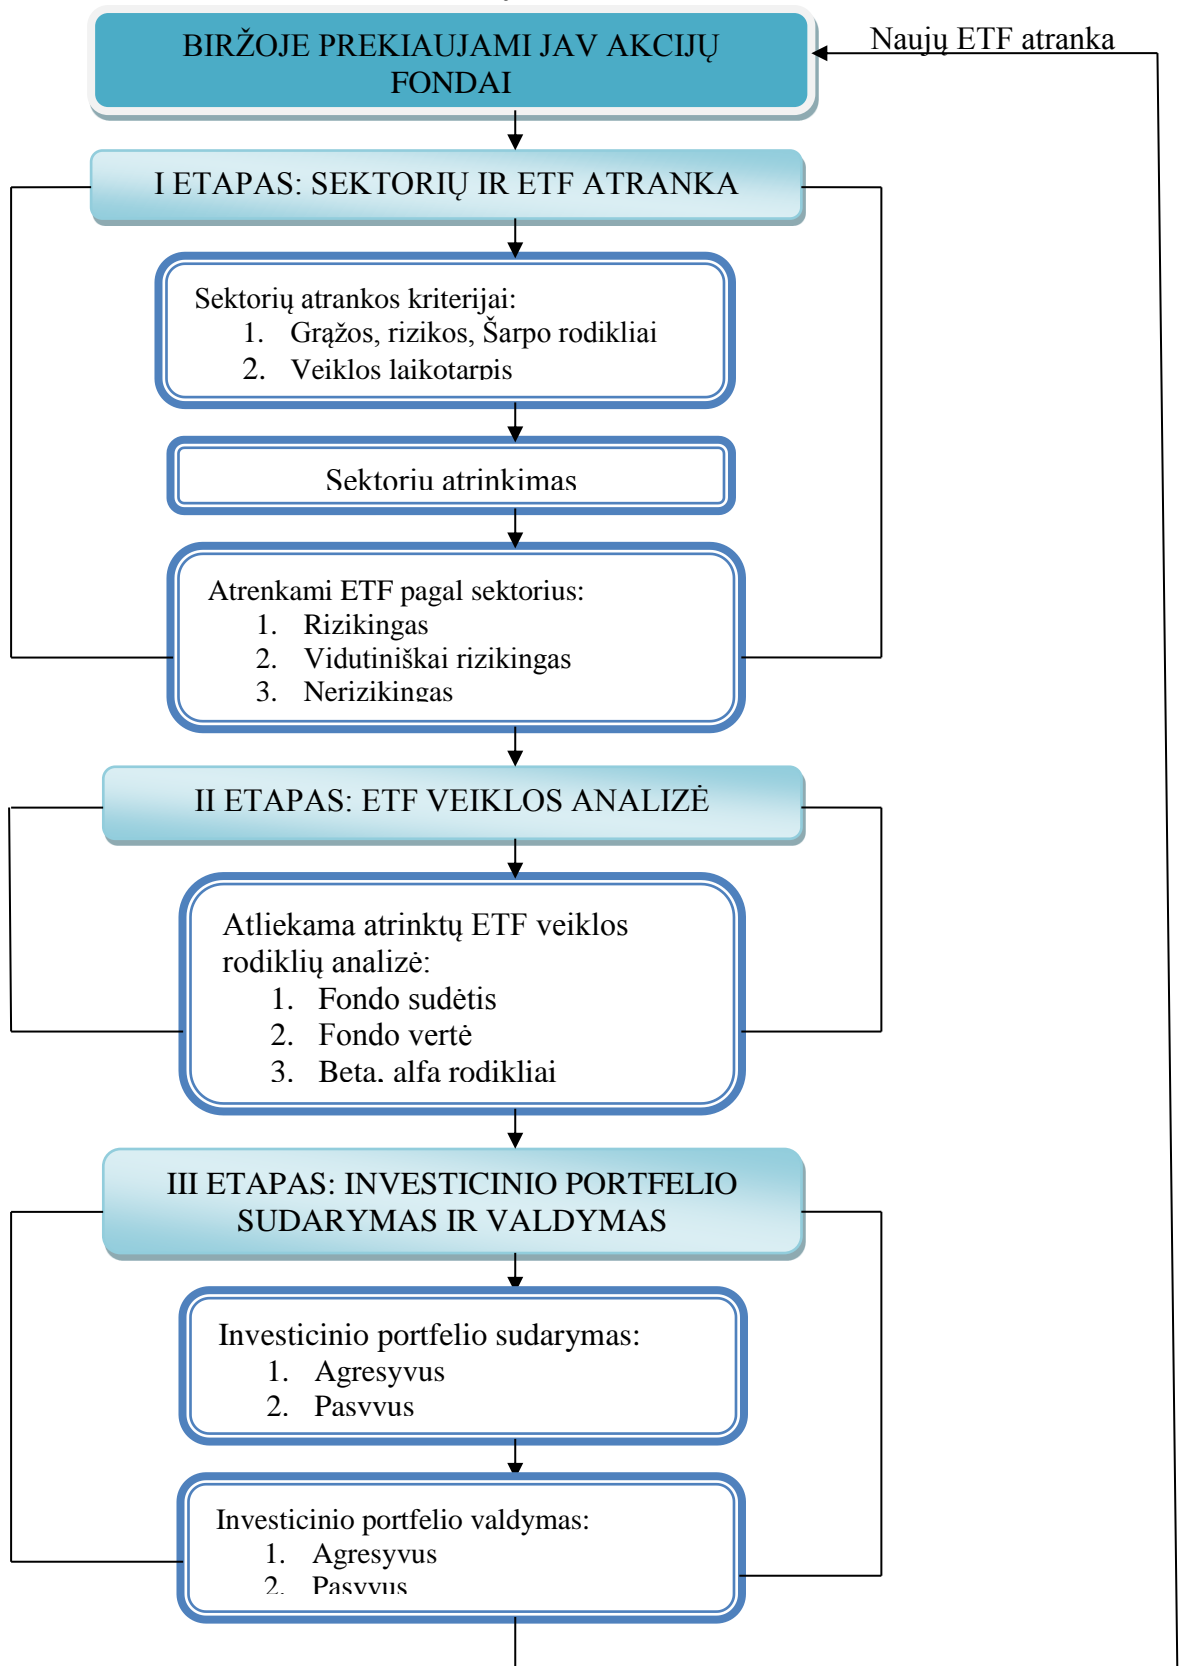 BIRŽOJE PREKIAUJAMI JAV AKCIJŲ
FONDAI
Naujų ETF atranka
I ETAPAS: SEKTORIŲ IR ETF ATRANKA
Sektorių atrankos kriterijai:
1. Grąžos, rizikos, Šarpo rodikliai
2. Veiklos laikotarpis
Sektorių atrinkimas
Atrenkami ETF pagal sektorius:
1. Rizikingas
2. Vidutiniškai rizikingas
3. Nerizikingas
II ETAPAS: ETF VEIKLOS ANALIZĖ
Atliekama atrinktų ETF veiklos
rodiklių analizė:
1. Fondo sudėtis
2. Fondo vertė
3. Beta, alfa rodikliai
III ETAPAS: INVESTICINIO PORTFELIO
SUDARYMAS IR VALDYMAS
Investicinio portfelio sudarymas:
1. Agresyvus
2. Pasyvus
Investicinio portfelio valdymas:
1. Agresyvus
2. Pasyvus